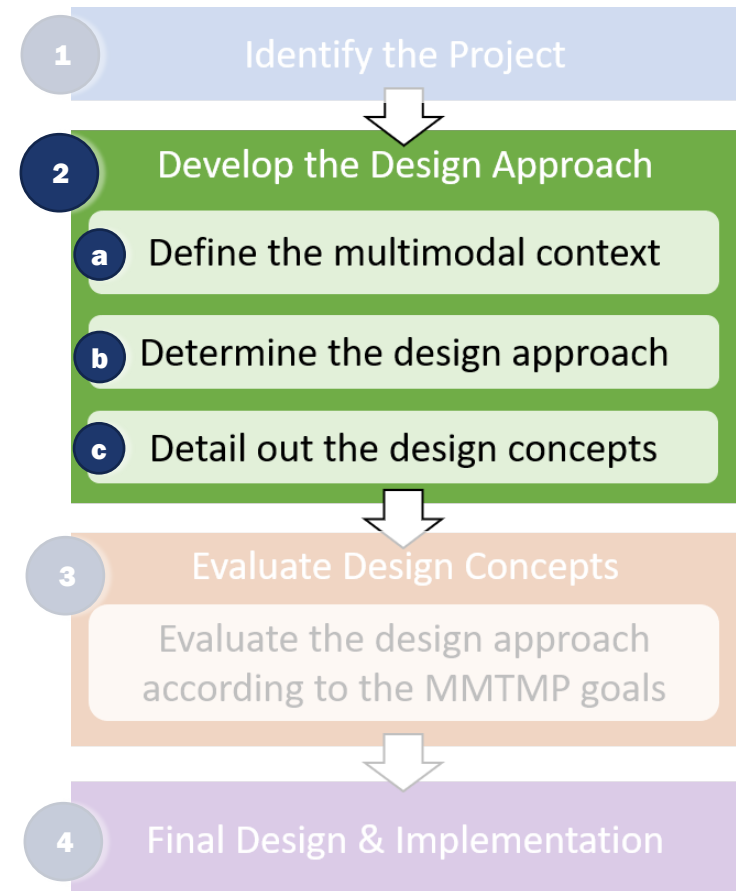 1
Identify the Project
2
Develop the Design Approach
a
Define the multimodal context
b
Determine the design approach
c
Detail out the design concepts
3
Evaluate Design Concepts
Evaluate the design approach
according to the MMTMP goals
4
Final Design & Implementation